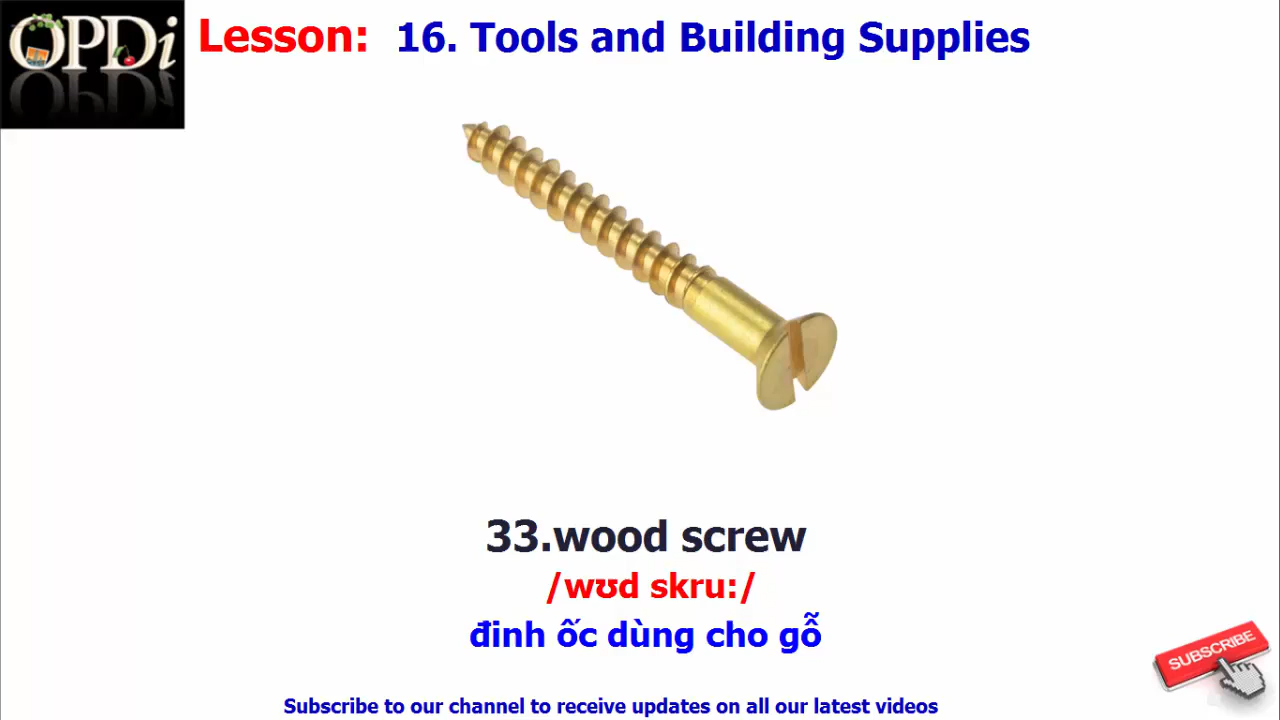 OPDi
Lesson: 16. Tools and Building Supplies
33.wood screw
/wʊd skru:/
đinh ốc dùng cho gỗ
SUBSCRIBE
Subscribe to our channel to receive updates on all our latest videos